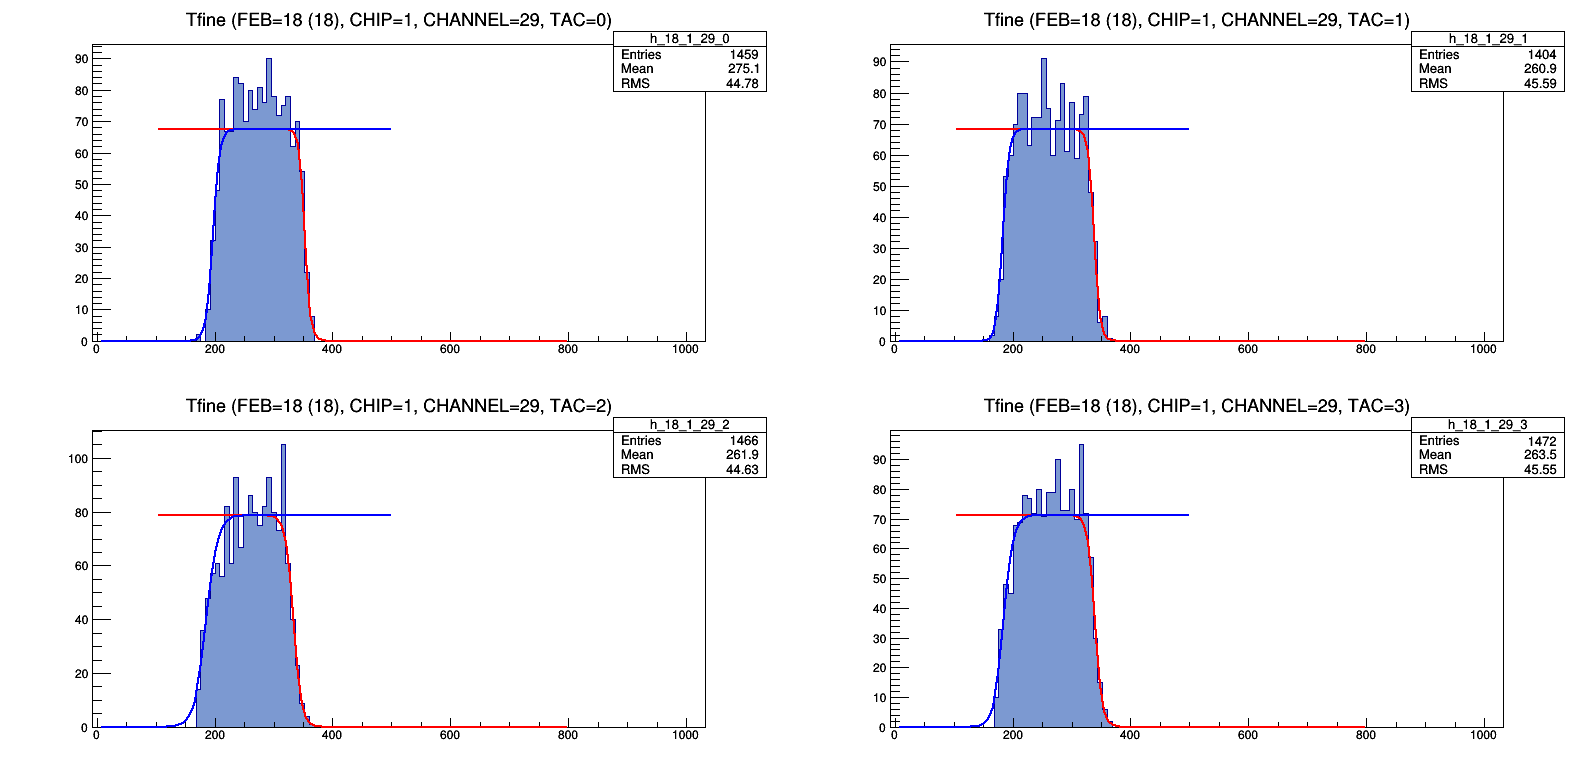 Tfine (FEB=18 (18), CHIP=1, CHANNEL=29, TAC=0)
h_18_1_29_0
Entries 1459
Mean 275.1
RMS 44.78
90
80
70
60
50
40
30
20
10
0
0 200 400 600 800 1000
Tfine (FEB=18 (18), CHIP=1, CHANNEL=29, TAC=1)
h_18_1_29_1
Entries 1404
Mean 260.9
RMS 45.59
90
80
70
60
50
40
30
20
10
0
0 200 400 600 800 1000
Tfine (FEB=18 (18), CHIP=1, CHANNEL=29, TAC=2)
h_18_1_29_2
Entries 1466
Mean 261.9
RMS 44.63
100
80
60
40
20
0
0 200 400 600 800 1000
Tfine (FEB=18 (18), CHIP=1, CHANNEL=29, TAC=3)
h_18_1_29_3
Entries 1472
Mean 263.5
RMS 45.55
90
80
70
60
50
40
30
20
10
0
0 200 400 600 800 1000